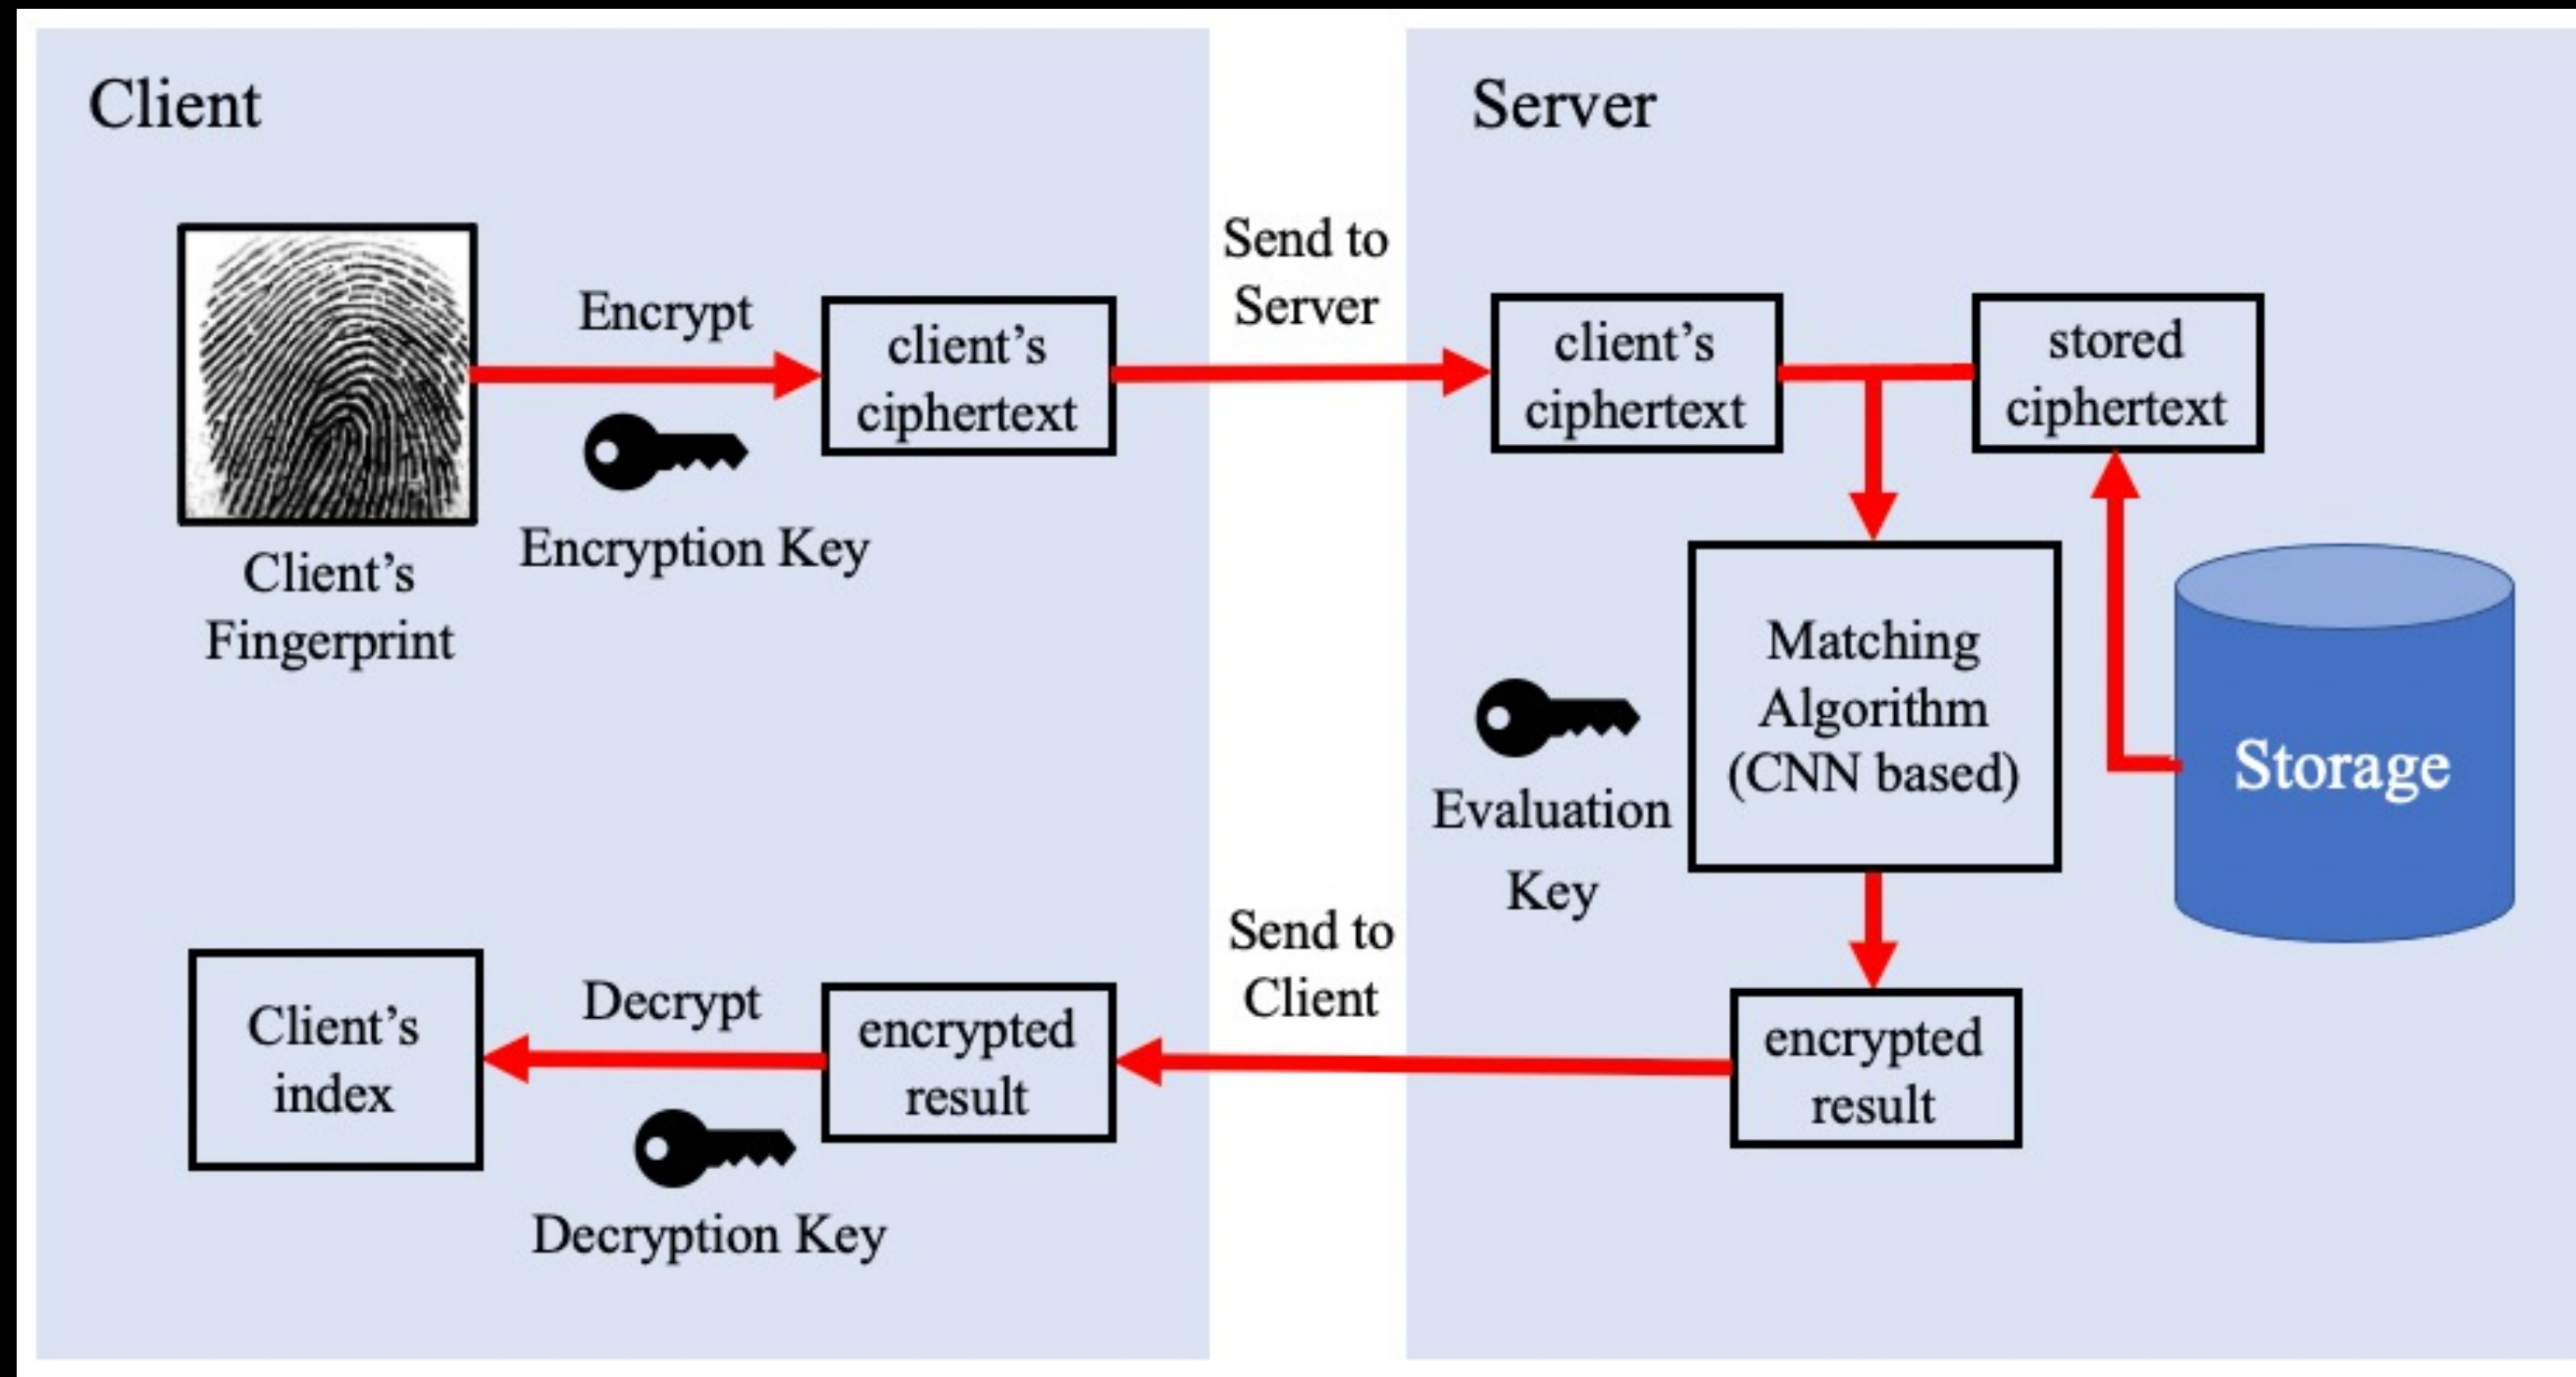 Client
Server
Send to
Server
Encrypt
client's
ciphertext
client's
ciphertext
stored
ciphertext
Encryption Key
Client's
Fingerprint
Matching
Algorithm
(CNN based)
Storage
Evaluation
Key
Send to
Client
Client's
index
Decrypt
encrypted
result
encrypted
result
Decryption Key